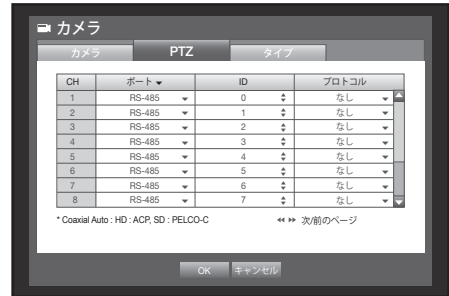 カメラ
カメラ PTZ タイプ
CH ポート ID プロトコル
1 RS-485 0 なし
2 RS-485 1 なし
3 RS-485 2 なし
4 RS-485 3 なし
5 RS-485 4 なし
6 RS-485 5 なし
7 RS-485 6 なし
8 RS-485 7 なし
* Coaxial Auto : HD : ACP, SD : PELCO-C 次/前のページ
OK キャンセル